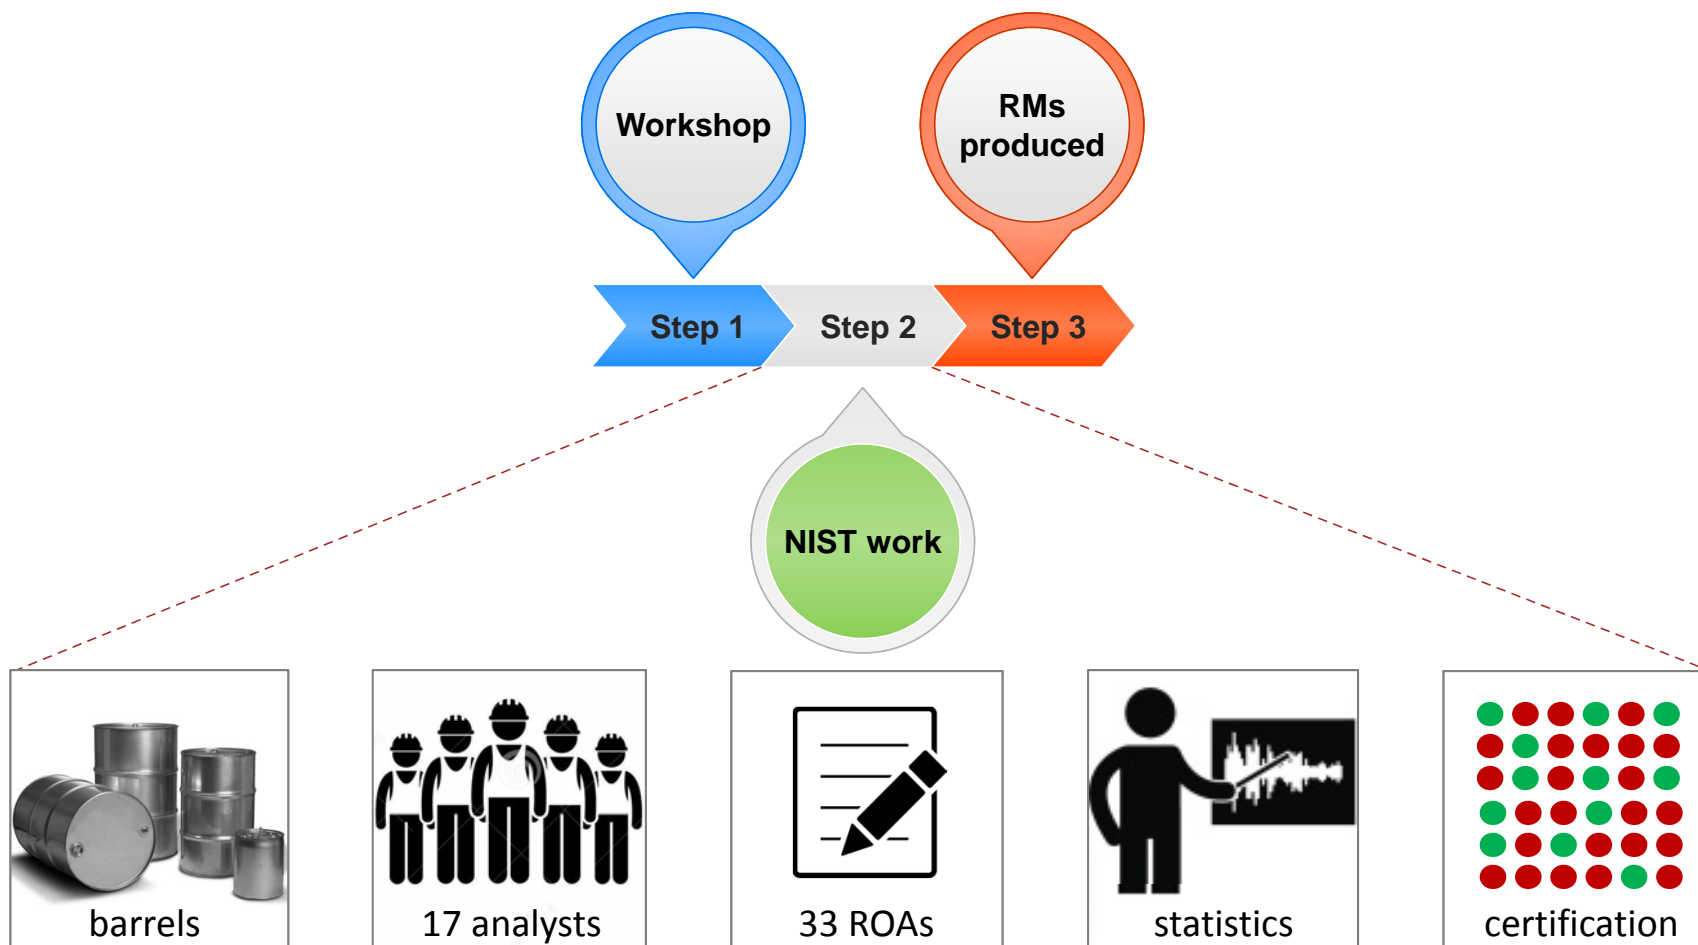 Workshop
RMs
produced
Step 1
Step 2
Step 3
NIST work
barrels
17 analysts
33 ROAs
statistics
certification